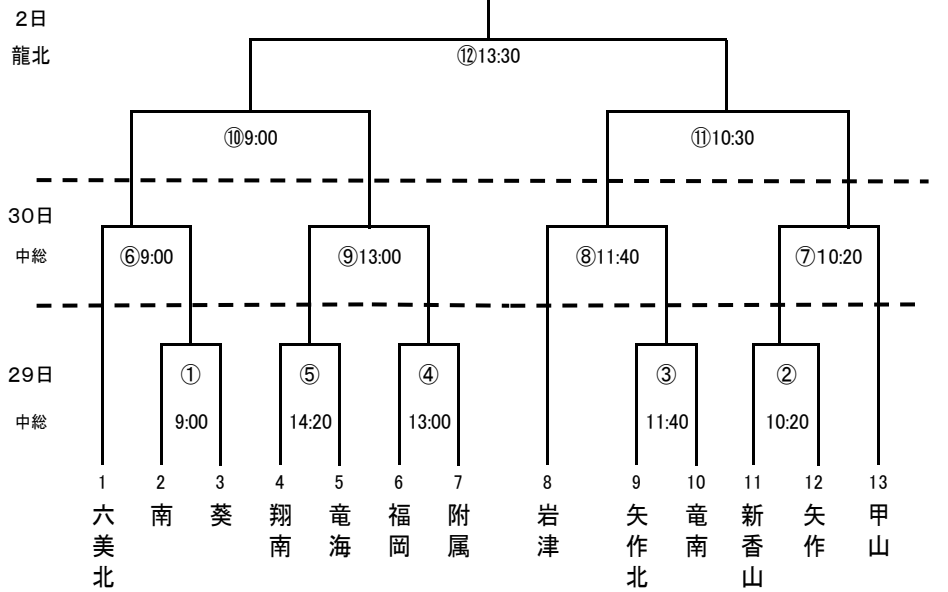 2日
龍北
⑫13:30
⑩9:00
⑪10:30
30日
中総
⑥9:00
⑨13:00
⑧11:40
⑦10:20
29日
中総
①
9:00
⑤
14:20
④
13:00
③
11:40
②
10:20
1
六美北
2
南
3
葵
4
翔南
5
竜海
6
福岡
7
附属
8
岩津
9
矢作北
10
竜南
11
新香山
12
矢作
13
甲山